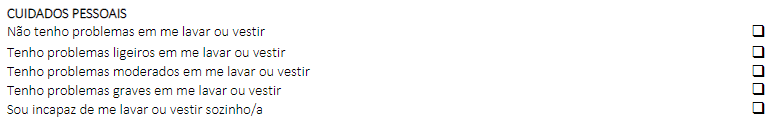 CUIDADOS PESSOAIS
Não tenho problemas em me lavar ou vestir ❑
Tenho problemas ligeiros em me lavar ou vestir ❑
Tenho problemas moderados em me lavar ou vestir ❑
Tenho problemas graves em me lavar ou vestir ❑
Sou incapaz de me lavar ou vestir sozinho/a ❑